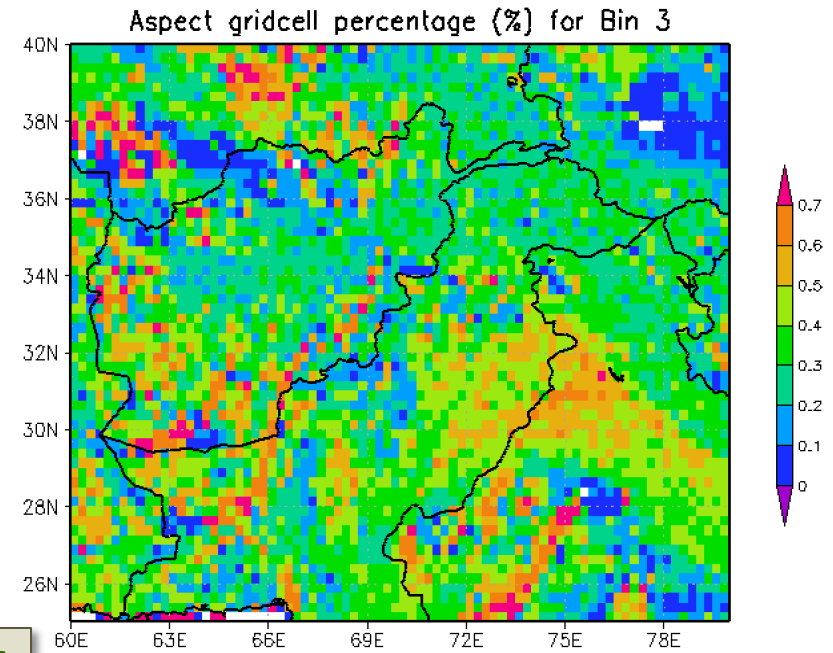 Aspect gridcell percentage (%) for Bin 3
40N
38N
36N
34N
32N
30N
28N
26N
60E 63E 66E 69E 72E 75E 78E
0.7
0.6
0.5
0.4
0.3
0.2
0.1
0